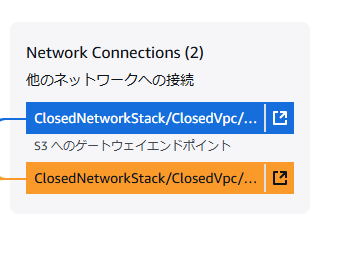 Network Connections (2)
他のネットワークへの接続
ClosedNetworkStack/ClosedVpc/...
S3 へのゲートウェイエンドポイント
ClosedNetworkStack/ClosedVpc/...